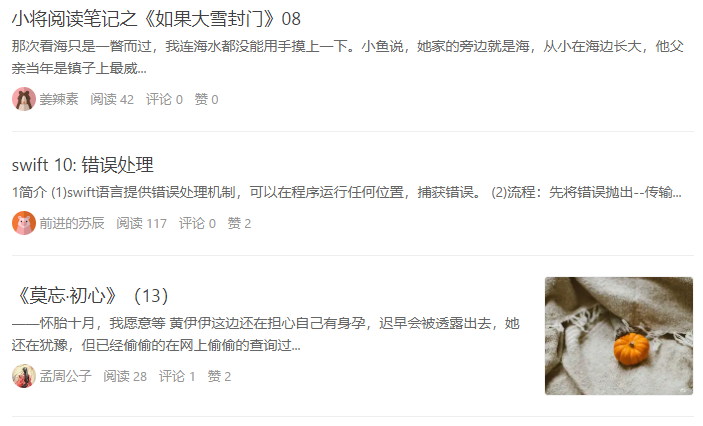 小将阅读笔记之《如果大雪封门》08
那次看海只是一瞥而过，我连海水都没能用手摸上一下。小鱼说，她家的旁边就是海，从小在海边长大，他父
亲当年是镇子上最威...
姜辣素 阅读 42 评论 0 赞 0
swift 10: 错误处理
1简介 (1)swift语言提供错误处理机制，可以在程序运行任何位置，捕获错误。 (2)流程：先将错误抛出--传输...
前进的苏辰 阅读 117 评论 0 赞 2
《莫忘·初心》（13）
——怀胎十月，我愿意等 黄伊伊这边还在担心自己有身孕，迟早会被透露出去，她
还在犹豫，但已经偷偷的在网上偷偷的查询过...
孟周公子 阅读 28 评论 1 赞 2